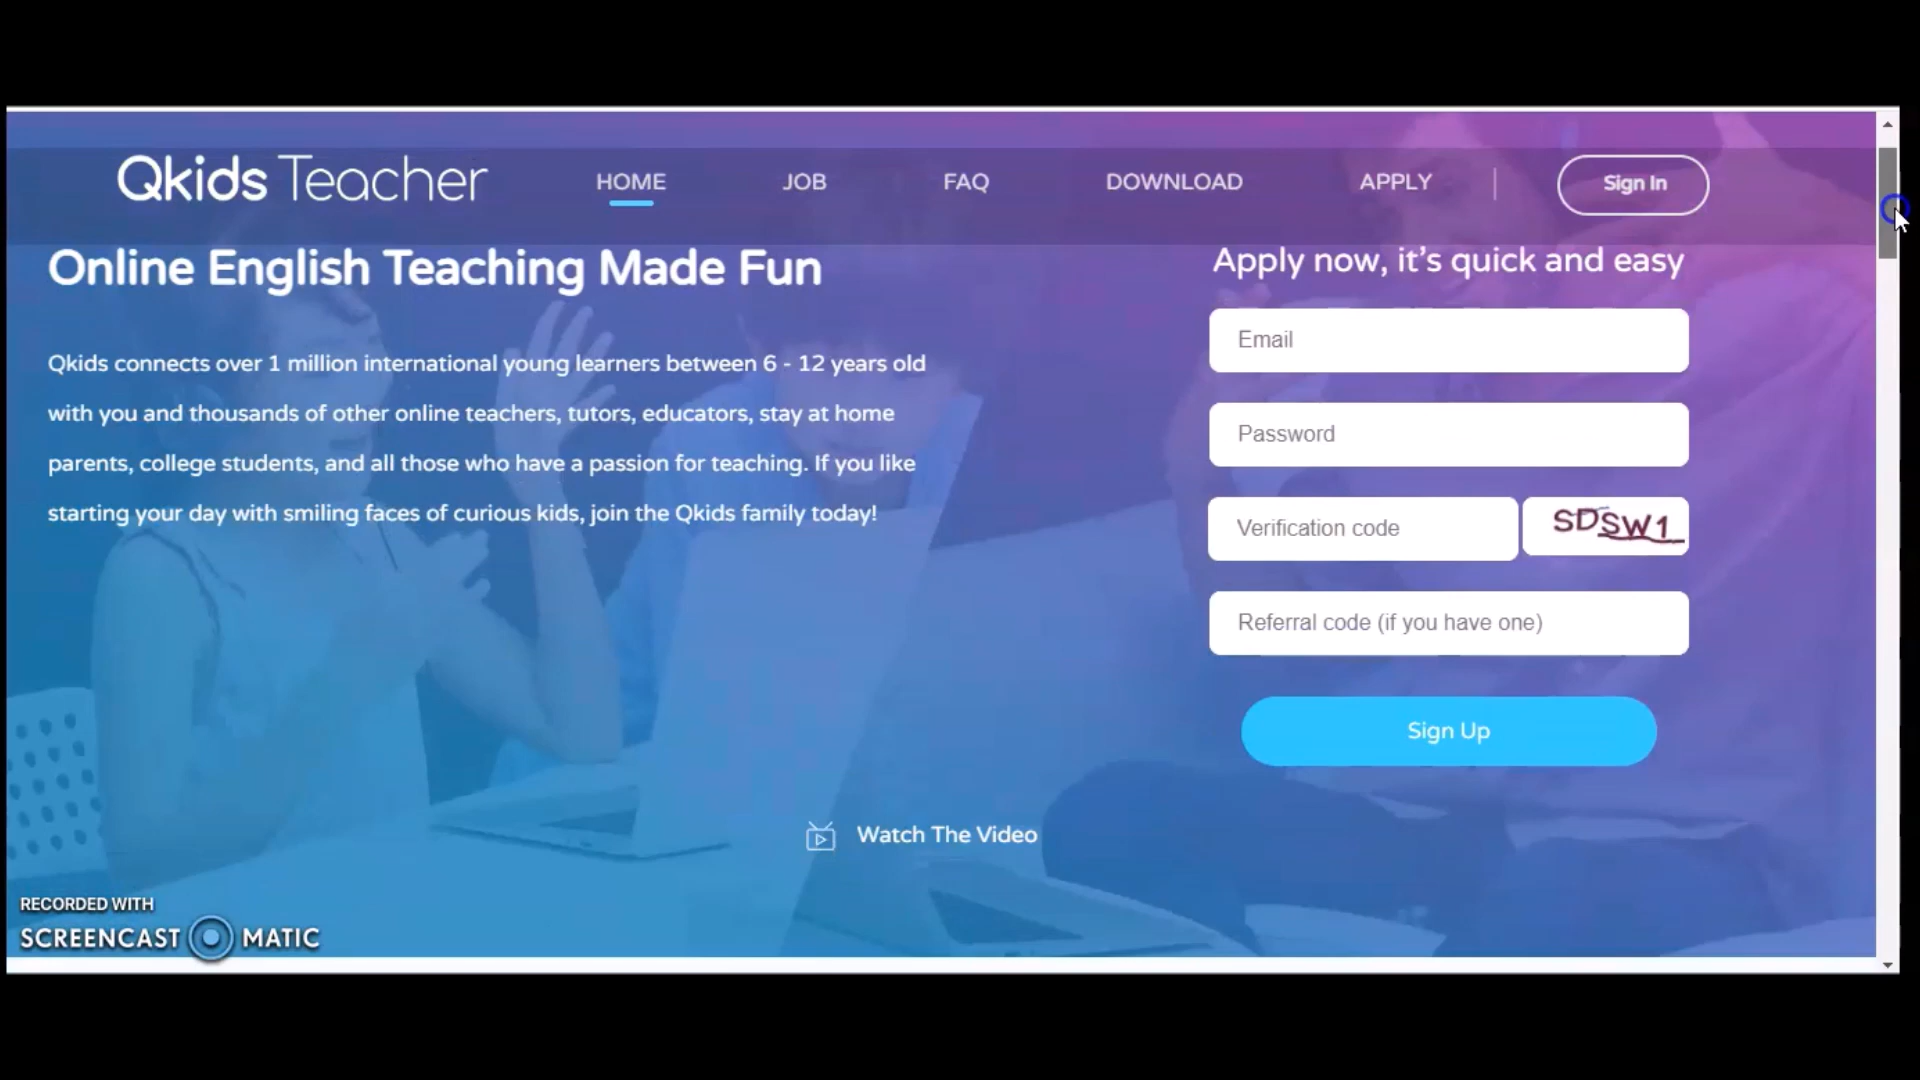 Qkids Teacher
HOME
JOB
FAQ
DOWNLOAD
APPLY
Sign In
Online English Teaching Made Fun
Qkids connects over 1 million international young learners between 6 - 12 years old
with you and thousands of other online teachers, tutors, educators, stay at home
parents, college students, and all those who have a passion for teaching. If you like
starting your day with smiling faces of curious kids, join the Qkids family today!
Apply now, it's quick and easy
Email
Password
Verification code
SDSW1
Referral code (if you have one)
Sign Up
Watch The Video
RECORDED WITH
SCREENCAST MATIC